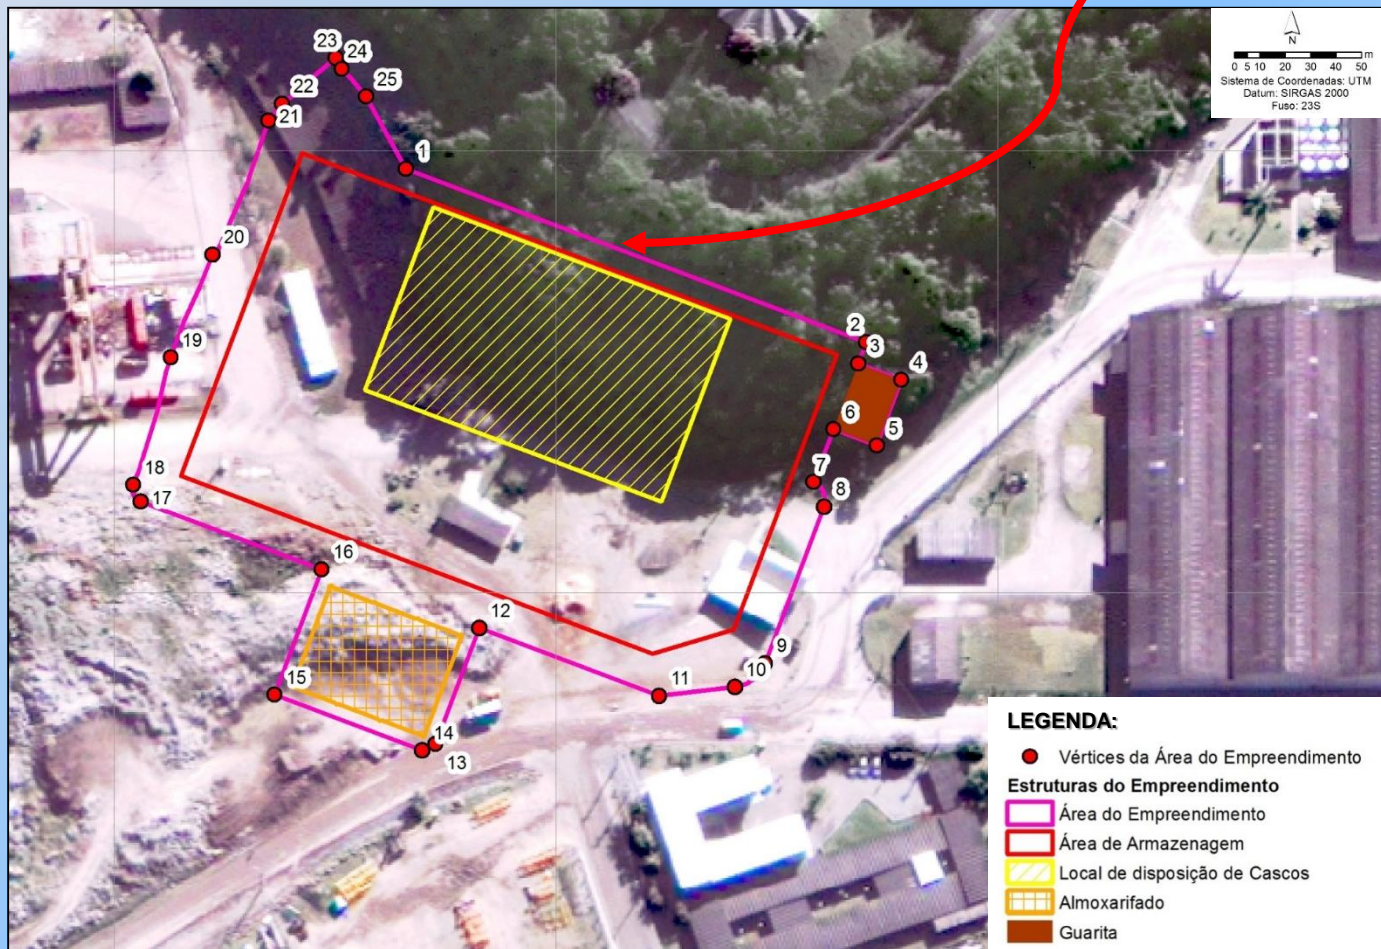 N
m
0 5 10 20 30 40 50
Sistema de Coordenadas: UTM
Datum: SIRGAS 2000
Fuso: 23S
23
24
25
22
21
1
20
2
3
4
19
6
5
7
8
18
17
16
12
9
10
11
15
14
13
LEGENDA:
Vértices da Área do Empreendimento
Estruturas do Empreendimento
Área do Empreendimento
Área de Armazenagem
Local de disposição de Cascos
Almoxarifado
Guarita